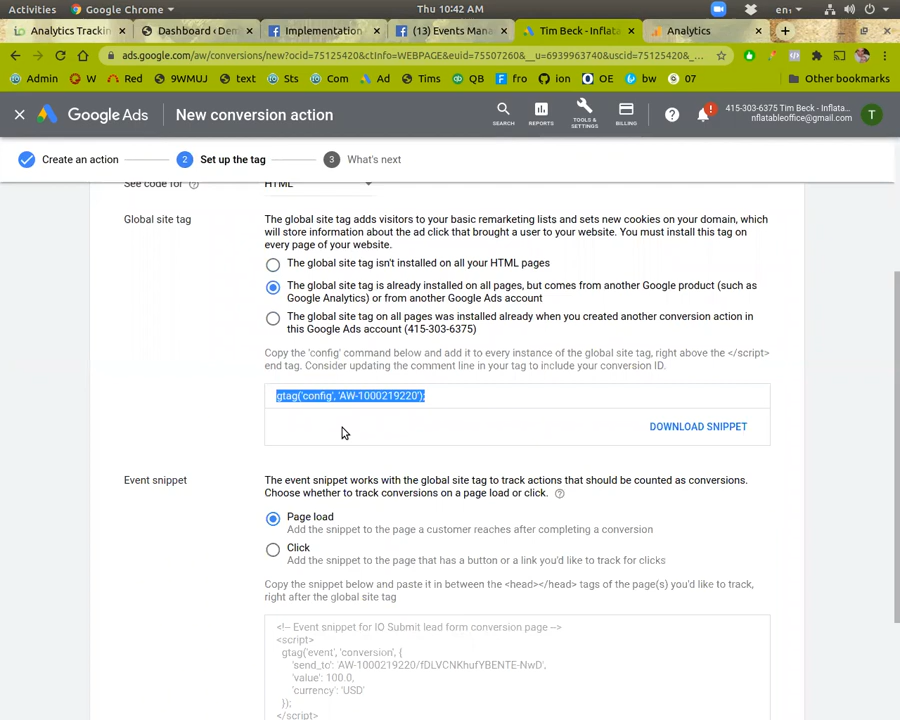 Activities Google Chrome Thu 10:42 AM en₁
Analytics Trackin Dashboard ‹ Dem Implementation (13) Events Mana Tim Beck - Inflat Analytics
ads.google.com/aw/conversions/new?ocid=75125420&ctInfo=WEBPAGE&euid=75507260&__u=6939963740&uscid=75125420&_...
Admin W Red 9WMUJ text Sts Com Ad Tims QB fro ion OE bw 07 Other bookmarks
Google Ads New conversion action SEARCH REPORTS TOOLS & SETTINGS BILLING 415-303-6375 Tim Beck - Inflata...
nflatableoffice@gmail.com T
Create an action 2 Set up the tag 3 What's next
See code for HTML
Global site tag The global site tag adds visitors to your basic remarketing lists and sets new cookies on your domain, which
will store information about the ad click that brought a user to your website. You must install this tag on
every page of your website.
The global site tag isn't installed on all your HTML pages
The global site tag is already installed on all pages, but comes from another Google product (such as
Google Analytics) or from another Google Ads account
The global site tag on all pages was installed already when you created another conversion action in
this Google Ads account (415-303-6375)
Copy the 'config' command below and add it to every instance of the global site tag, right above the </script>
end tag. Consider updating the comment line in your tag to include your conversion ID.
gtag('config', 'AW-1000219220');
DOWNLOAD SNIPPET
Event snippet The event snippet works with the global site tag to track actions that should be counted as conversions.
Choose whether to track conversions on a page load or click.
Page load
Add the snippet to the page a customer reaches after completing a conversion
Click
Add the snippet to the page that has a button or a link you'd like to track for clicks
Copy the snippet below and paste it in between the <head></head> tags of the page(s) you'd like to track,
right after the global site tag
<!-- Event snippet for IO Submit lead form conversion page -->
<script>
gtag('event', 'conversion', {
'send_to': AW-1000219220/fDLVCNKhufYBENTE-NwD',
'value': 100.0,
'currency': 'USD'
});
</script>